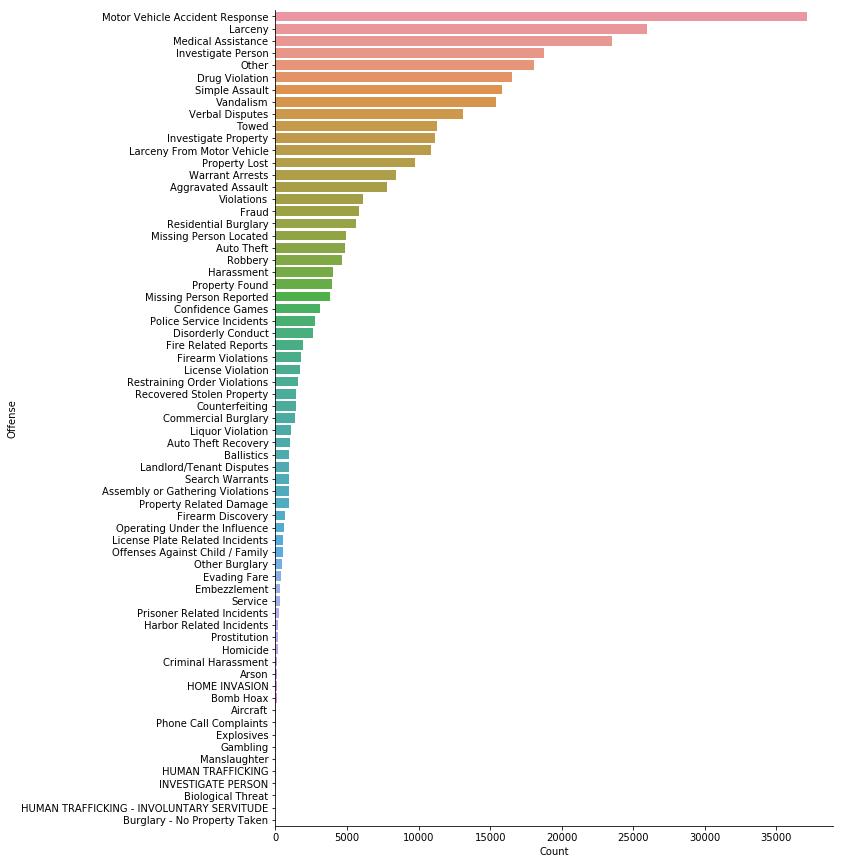 Motor Vehicle Accident Response
Larceny
Medical Assistance
Investigate Person
Other
Drug Violation
Simple Assault
Vandalism
Verbal Disputes
Towed
Investigate Property
Larceny From Motor Vehicle
Property Lost
Warrant Arrests
Aggravated Assault
Violations
Fraud
Residential Burglary
Missing Person Located
Auto Theft
Robbery
Harassment
Property Found
Missing Person Reported
Confidence Games
Police Service Incidents
Disorderly Conduct
Fire Related Reports
Firearm Violations
License Violation
Restraining Order Violations
Recovered Stolen Property
Counterfeiting
Commercial Burglary
Liquor Violation
Auto Theft Recovery
Ballistics
Landlord/Tenant Disputes
Search Warrants
Assembly or Gathering Violations
Property Related Damage
Firearm Discovery
Operating Under the Influence
License Plate Related Incidents
Offenses Against Child / Family
Other Burglary
Evading Fare
Embezzlement
Service
Prisoner Related Incidents
Harbor Related Incidents
Prostitution
Homicide
Criminal Harassment
Arson
HOME INVASION
Bomb Hoax
Aircraft
Phone Call Complaints
Explosives
Gambling
Manslaughter
HUMAN TRAFFICKING
INVESTIGATE PERSON
Biological Threat
HUMAN TRAFFICKING - INVOLUNTARY SERVITUDE
Burglary - No Property Taken
Offense
0 5000 10000 15000 20000 25000 30000 35000
Count